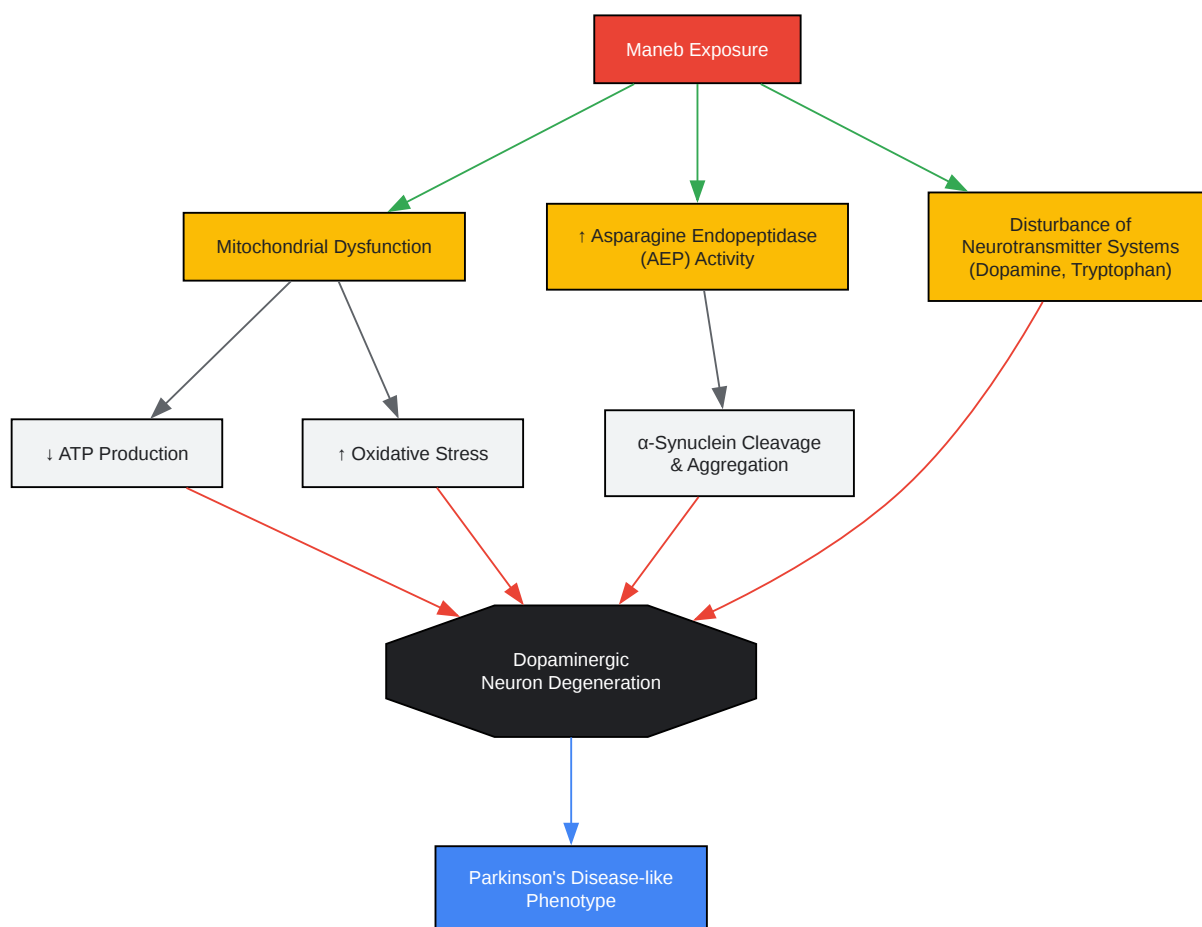 Maneb Exposure
Mitochondrial Dysfunction
↑ Asparagine Endopeptidase
(AEP) Activity
Disturbance of
Neurotransmitter Systems
(Dopamine, Tryptophan)
↓ ATP Production
↑ Oxidative Stress
α-Synuclein Cleavage
& Aggregation
Dopaminergic
Neuron Degeneration
Parkinson's Disease-like
Phenotype